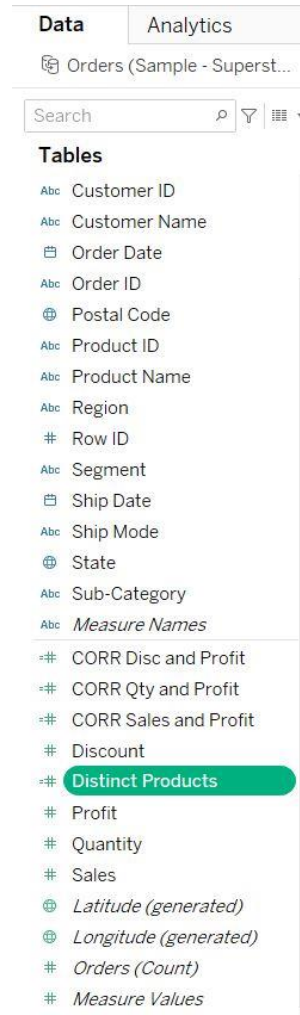 Data Analytics
Orders (Sample - Superst...
Search
Tables
Abc Customer ID
Abc Customer Name
Order Date
Abc Order ID
Postal Code
Abc Product ID
Abc Product Name
Abc Region
# Row ID
Abc Segment
Ship Date
Abc Ship Mode
State
Abc Sub-Category
Abc Measure Names
=# CORR Disc and Profit
=# CORR Qty and Profit
=# CORR Sales and Profit
# Discount
=# Distinct Products
# Profit
# Quantity
# Sales
Latitude (generated)
Longitude (generated)
# Orders (Count)
# Measure Values